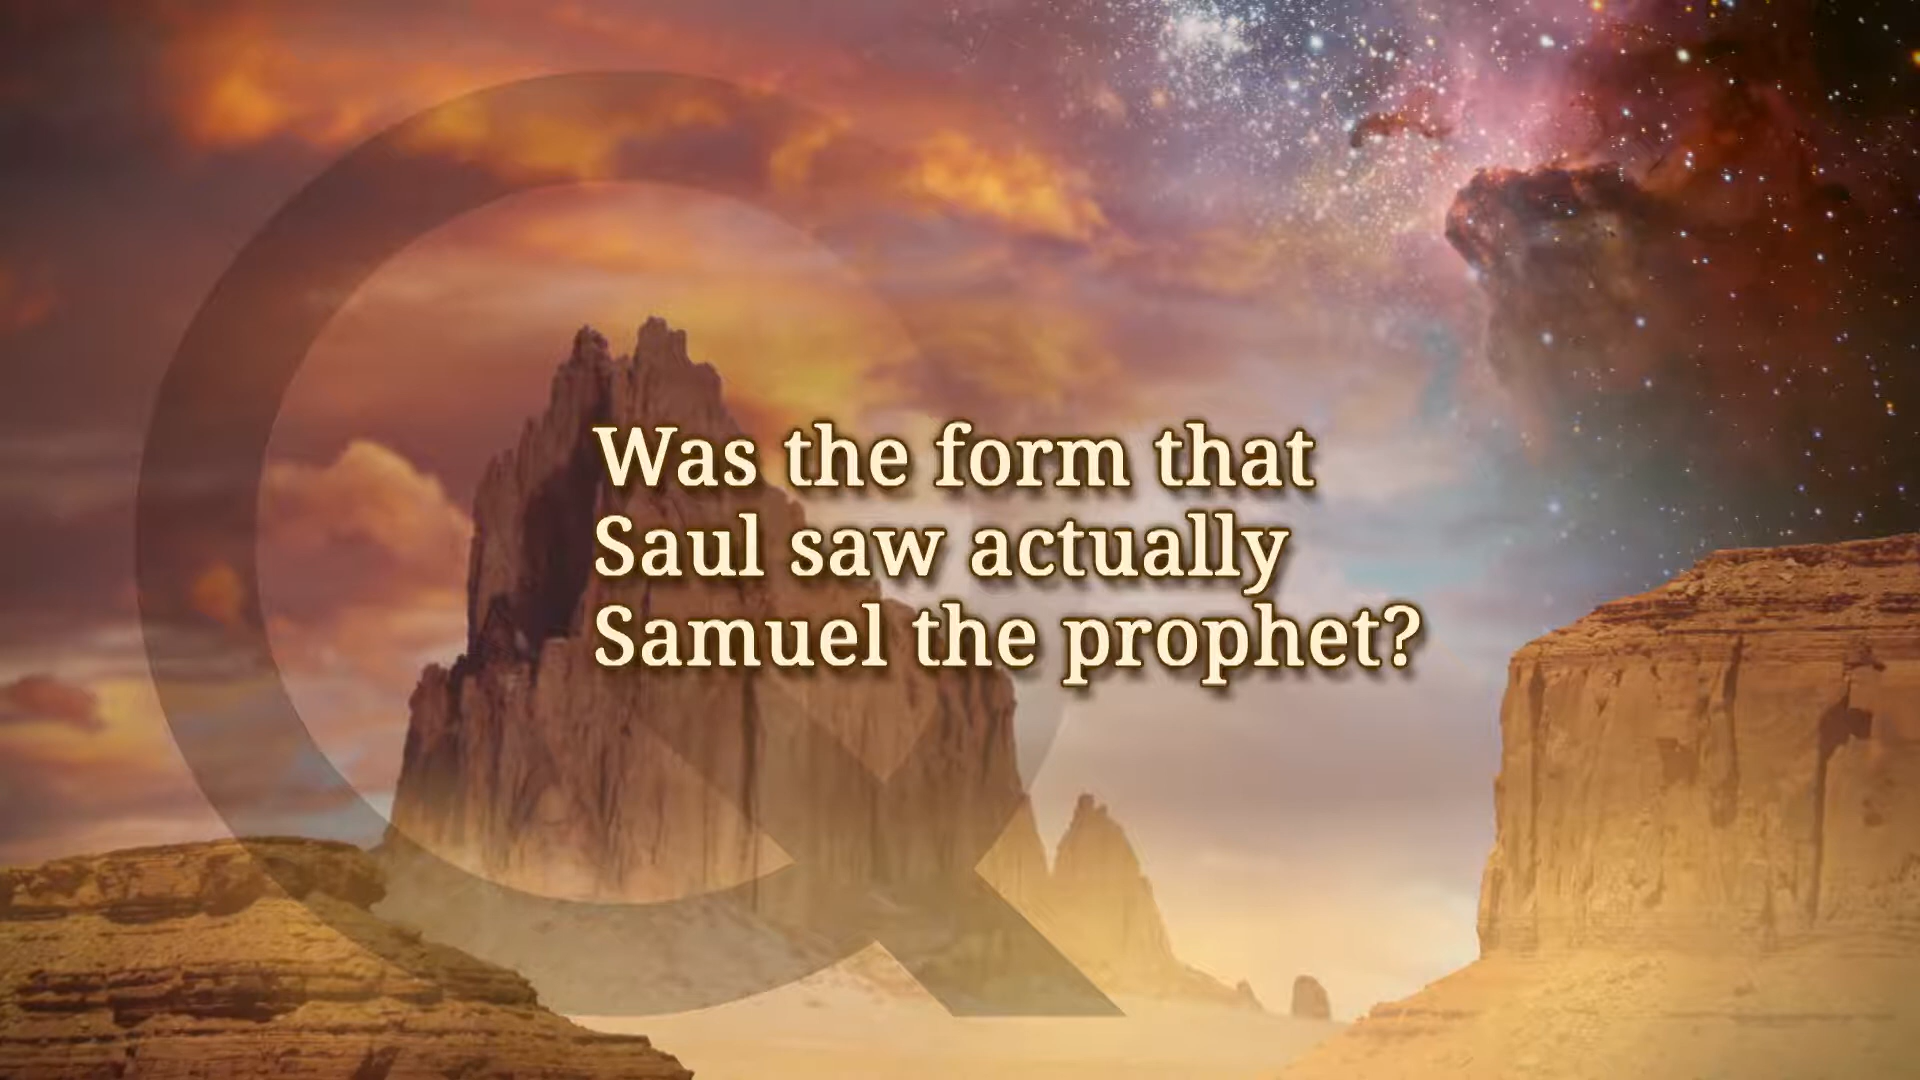 Was the form that
Saul saw actually
Samuel the prophet?